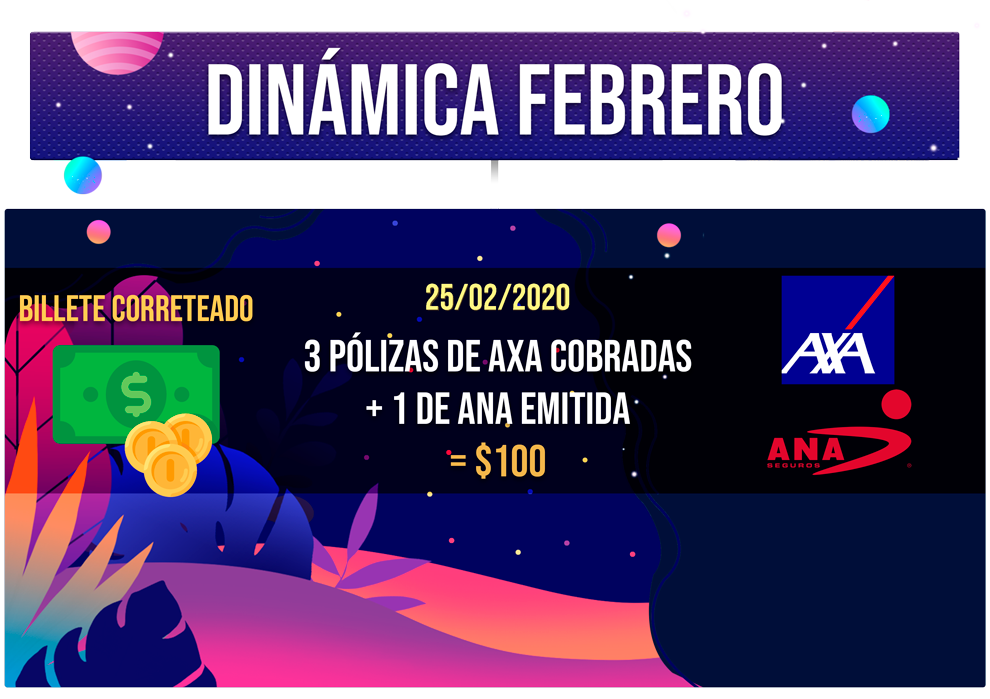 DINÁMICA FEBRERO
BILLETE CORRETEADO
25/02/2020
3 PÓLIZAS DE AXA COBRADAS
+ 1 DE ANA EMITIDA
= $100
$
AXA
ANA
SEGUROS